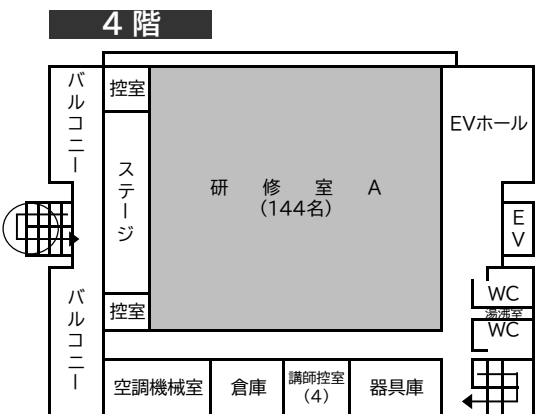 4階
バルコニー
控室
EVホール
ステージ
研修室A
(144名)
EV
WC
湯沸室
WC
控室
バルコニー
空調機械室
倉庫
講師控室
(4)
器具庫